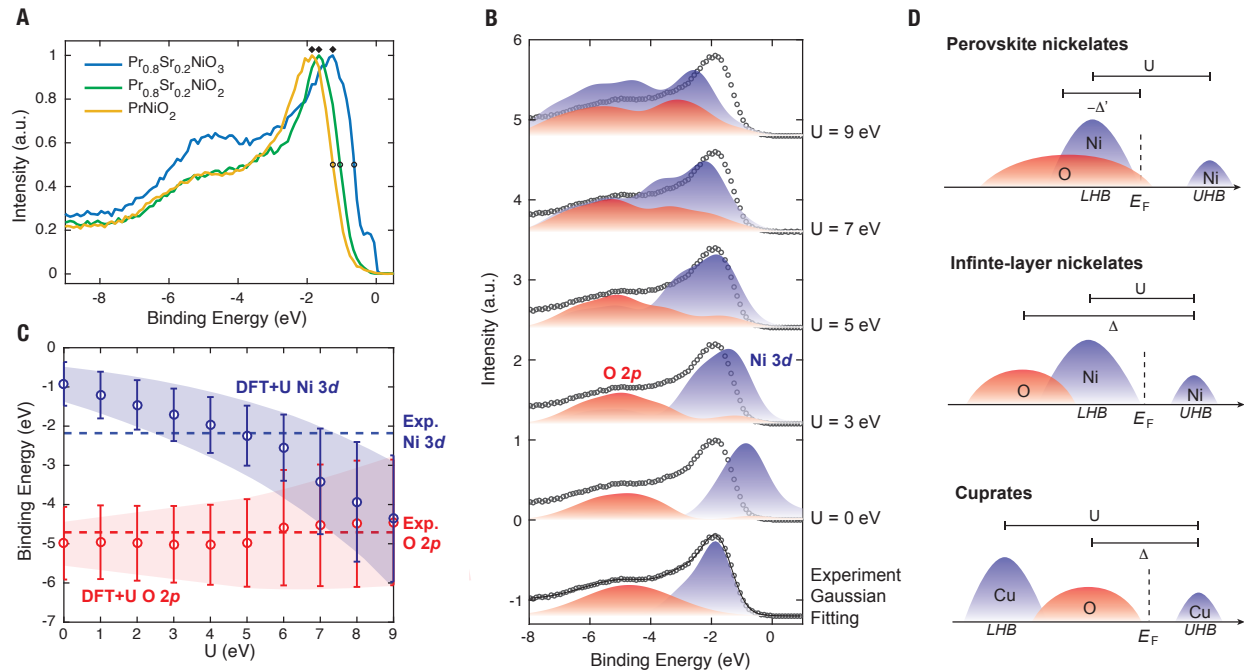 A
Intensity (a.u.)
1
0.8
0.6
0.4
0.2
0
Pr0.8Sr0.2NiO3
Pr0.8Sr0.2NiO2
PrNiO2
-8
-6
-4
-2
0
Binding Energy (eV)
B
Intensity (a.u.)
6
5
4
3
2
1
0
-1
U = 9 eV
U = 7 eV
U = 5 eV
O 2p
Ni 3d
U = 3 eV
U = 0 eV
Experiment
Gaussian
Fitting
-8
-6
-4
-2
0
Binding Energy (eV)
C
Binding Energy (eV)
0
-1
-2
-3
-4
-5
-6
-7
DFT+U Ni 3d
Exp.
Ni 3d
Exp.
O 2p
DFT+U O 2p
0
1
2
3
4
5
6
7
8
9
U (eV)
D
Perovskite nickelates
U
-Δ'
Ni
O
Ni
LHB
EF
UHB
Infinte-layer nickelates
U
Δ
O
Ni
Ni
LHB
EF
UHB
Cuprates
U
Δ
Cu
O
Cu
LHB
EF
UHB